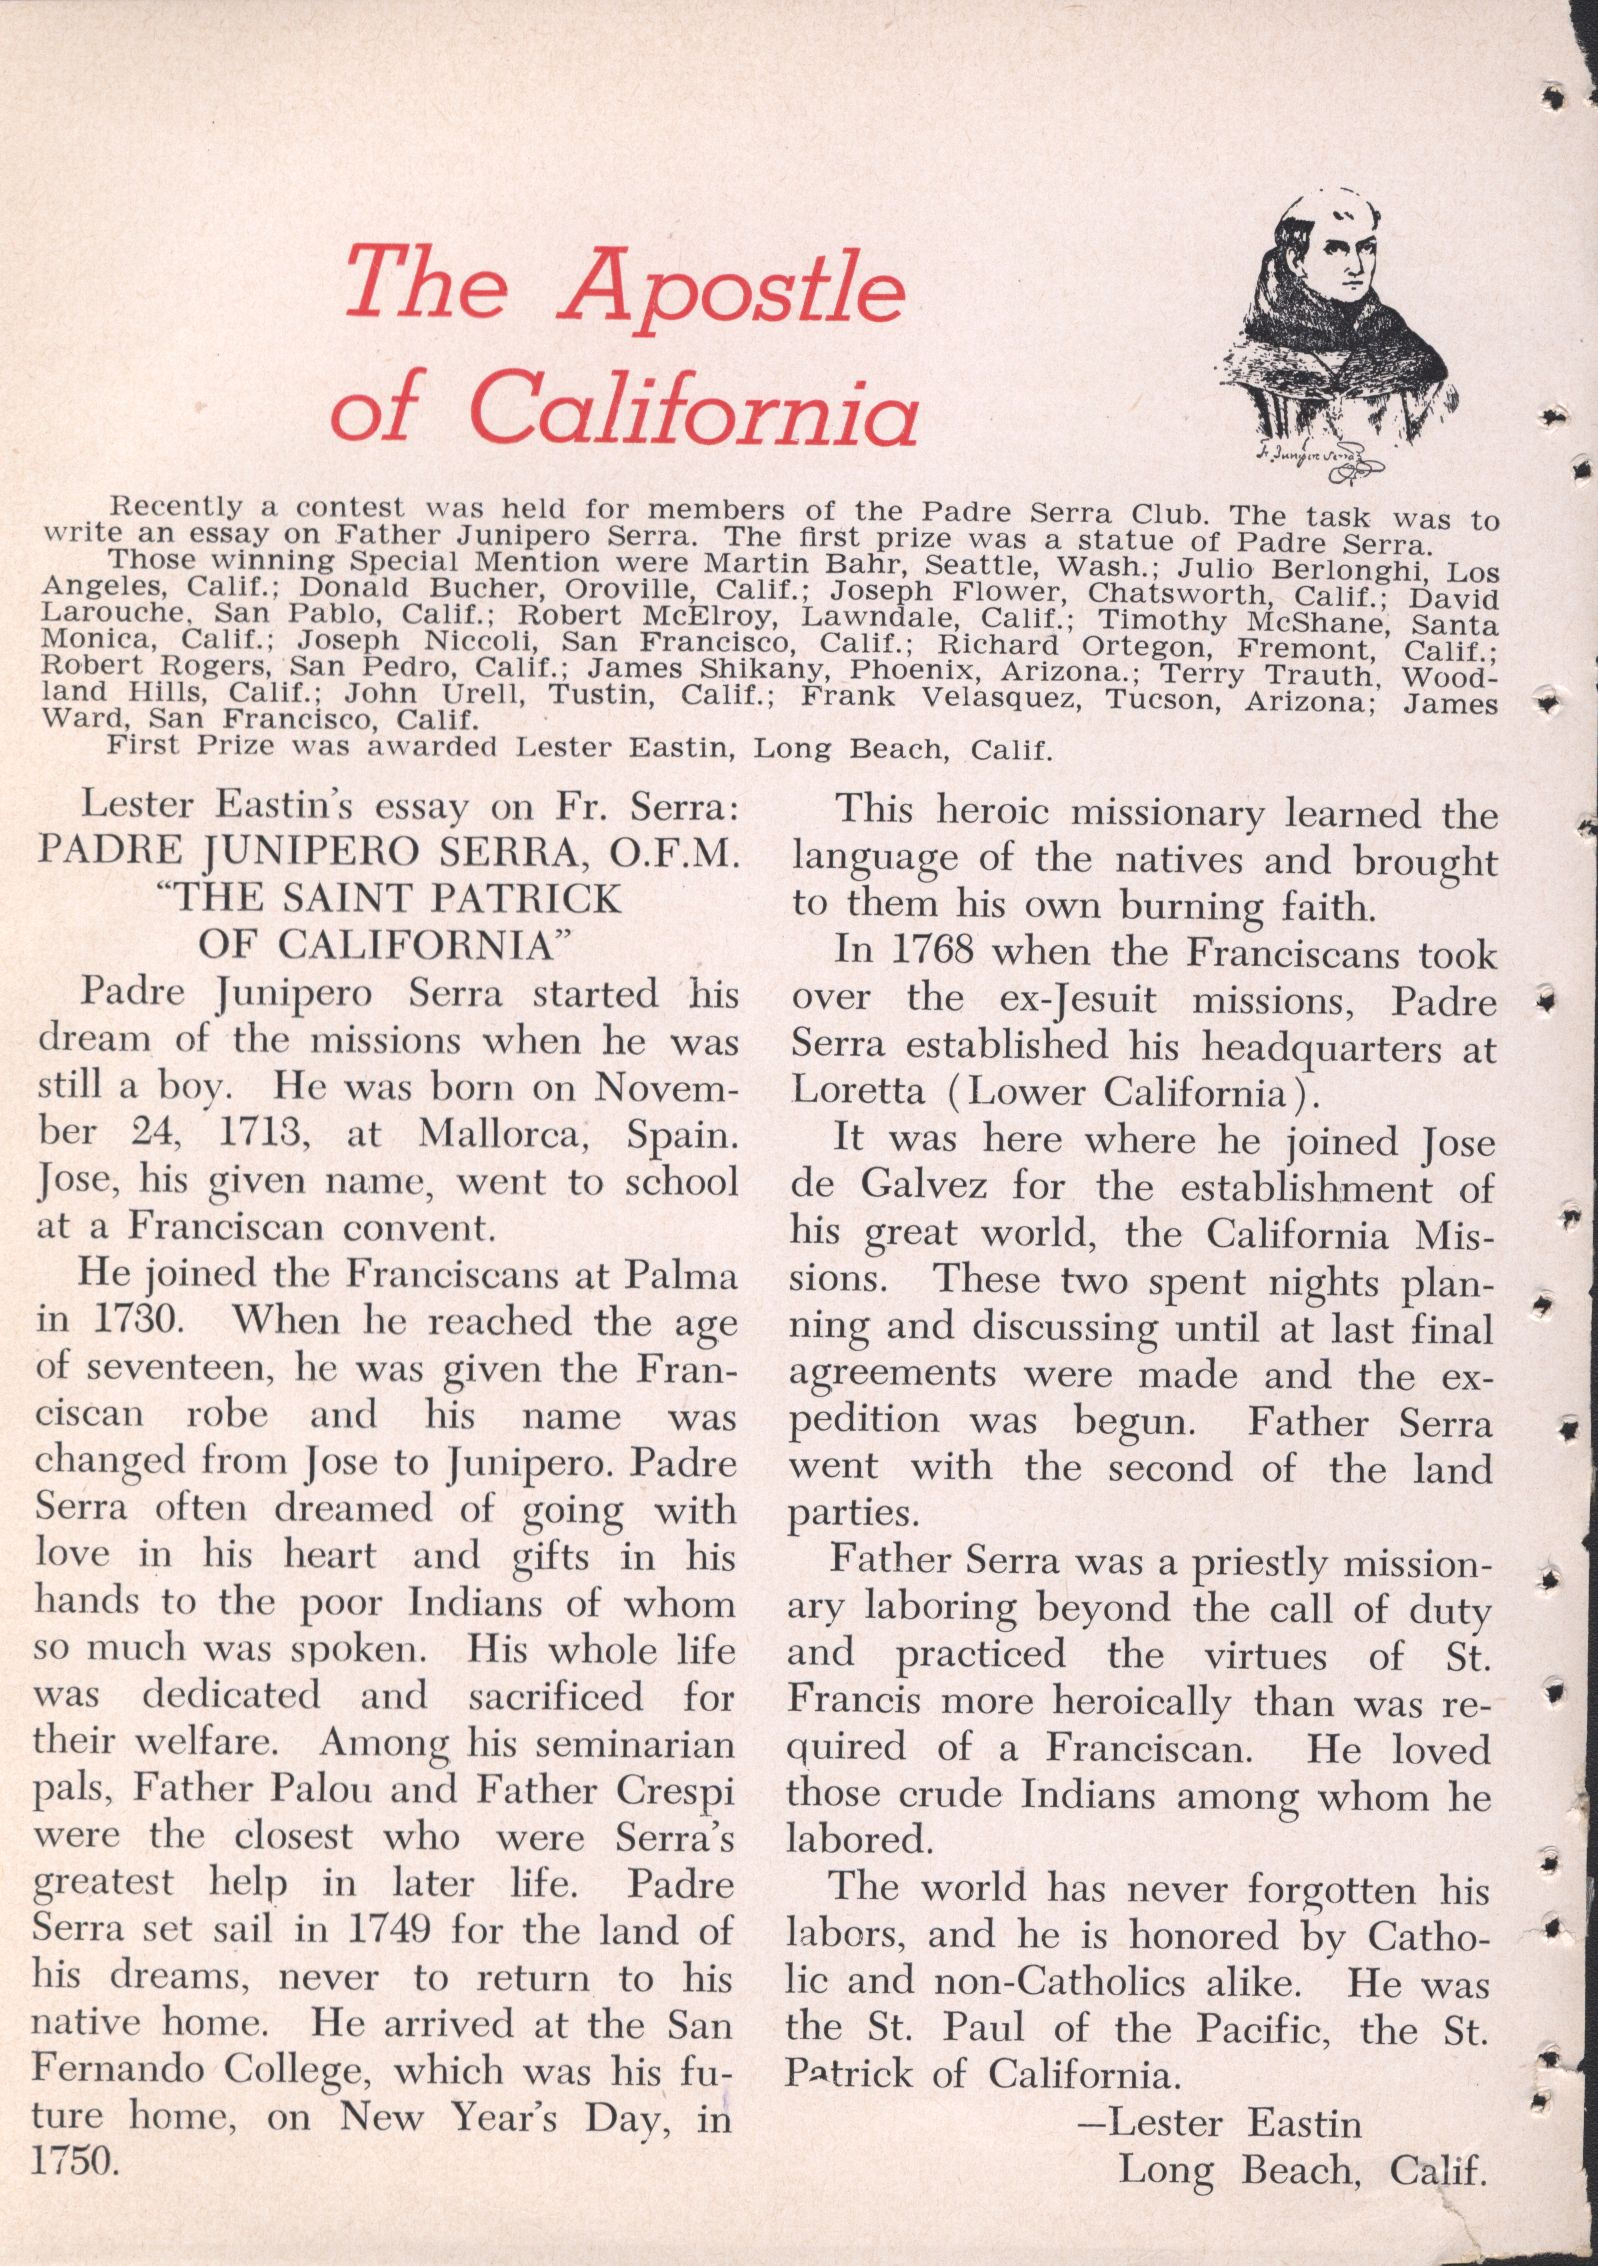 The Apostle
of California
Fr. Junipero Serra
Recently a contest was held for members of the Padre Serra Club. The task was to
write an essay on Father Junipero Serra. The first prize was a statue of Padre Serra.
Those winning Special Mention were Martin Bahr, Seattle, Wash.; Julio Berlonghi, Los
Angeles, Calif.; Donald Bucher, Oroville, Calif.; Joseph Flower, Chatsworth, Calif.; David
Larouche, San Pablo, Calif.; Robert McElroy, Lawndale, Calif.; Timothy McShane, Santa
Monica, Calif.; Joseph Niccoli, San Francisco, Calif.; Richard Ortegon, Fremont, Calif.;
Robert Rogers, San Pedro, Calif.; James Shikany, Phoenix, Arizona.; Terry Trauth, Wood-
land Hills, Calif.; John Urell, Tustin, Calif.; Frank Velasquez, Tucson, Arizona; James
Ward, San Francisco, Calif.
First Prize was awarded Lester Eastin, Long Beach, Calif.
Lester Eastin's essay on Fr. Serra:
PADRE JUNIPERO SERRA, O.F.M.
“THE SAINT PATRICK
OF CALIFORNIA”
Padre Junipero Serra started his
dream of the missions when he was
still a boy. He was born on Novem-
ber 24, 1713, at Mallorca, Spain.
Jose, his given name, went to school
at a Franciscan convent.
He joined the Franciscans at Palma
in 1730. When he reached the age
of seventeen, he was given the Fran-
ciscan robe and his name was
changed from Jose to Junipero. Padre
Serra often dreamed of going with
love in his heart and gifts in his
hands to the poor Indians of whom
so much was spoken. His whole life
was dedicated and sacrificed for
their welfare. Among his seminarian
pals, Father Palou and Father Crespi
were the closest who were Serra's
greatest help in later life. Padre
Serra set sail in 1749 for the land of
his dreams, never to return to his
native home. He arrived at the San
Fernando College, which was his fu-
ture home, on New Year's Day, in
1750.
This heroic missionary learned the
language of the natives and brought
to them his own burning faith.
In 1768 when the Franciscans took
over the ex-Jesuit missions, Padre
Serra established his headquarters at
Loretta (Lower California).
It was here where he joined Jose
de Galvez for the establishment of
his great world, the California Mis-
sions. These two spent nights plan-
ning and discussing until at last final
agreements were made and the ex-
pedition was begun. Father Serra
went with the second of the land
parties.
Father Serra was a priestly mission-
ary laboring beyond the call of duty
and practiced the virtues of St.
Francis more heroically than was re-
quired of a Franciscan. He loved
those crude Indians among whom he
labored.
The world has never forgotten his
labors, and he is honored by Catho-
lic and non-Catholics alike. He was
the St. Paul of the Pacific, the St.
Patrick of California.
—Lester Eastin
Long Beach, Calif.